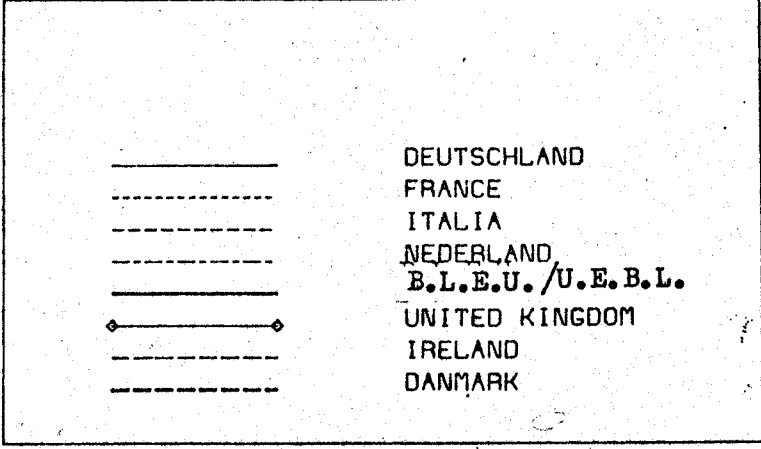 DEUTSCHLAND
FRANCE
ITALIA
NEDERLAND
B.L.E.U./U.E.B.L.
UNITED KINGDOM
IRELAND
DANMARK